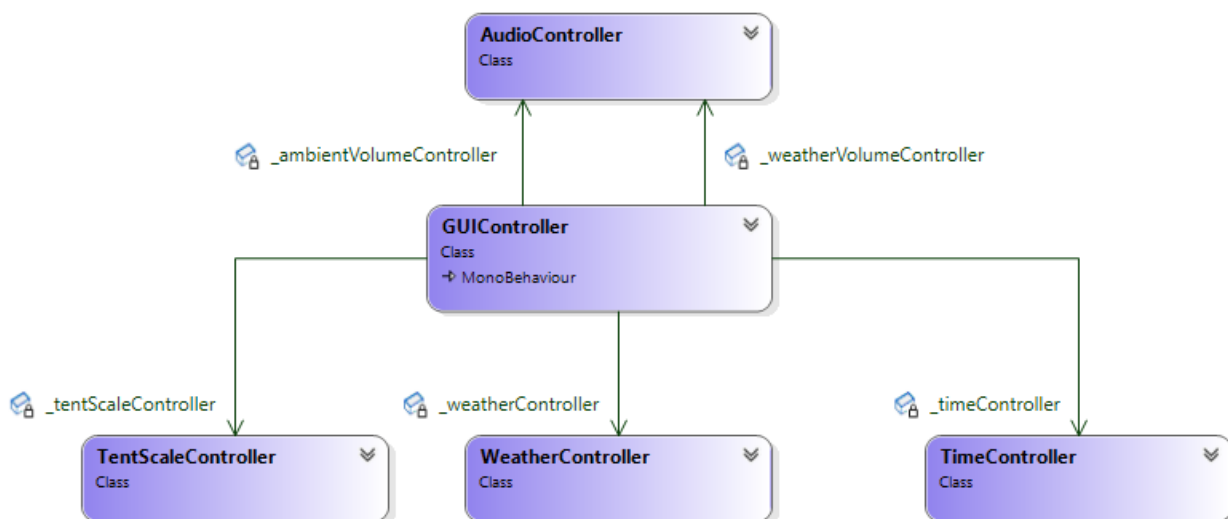 AudioController
Class
_ambientVolumeController
_weatherVolumeController
GUIController
Class
MonoBehaviour
_tentScaleController
_weatherController
_timeController
TentScaleController
Class
WeatherController
Class
TimeController
Class